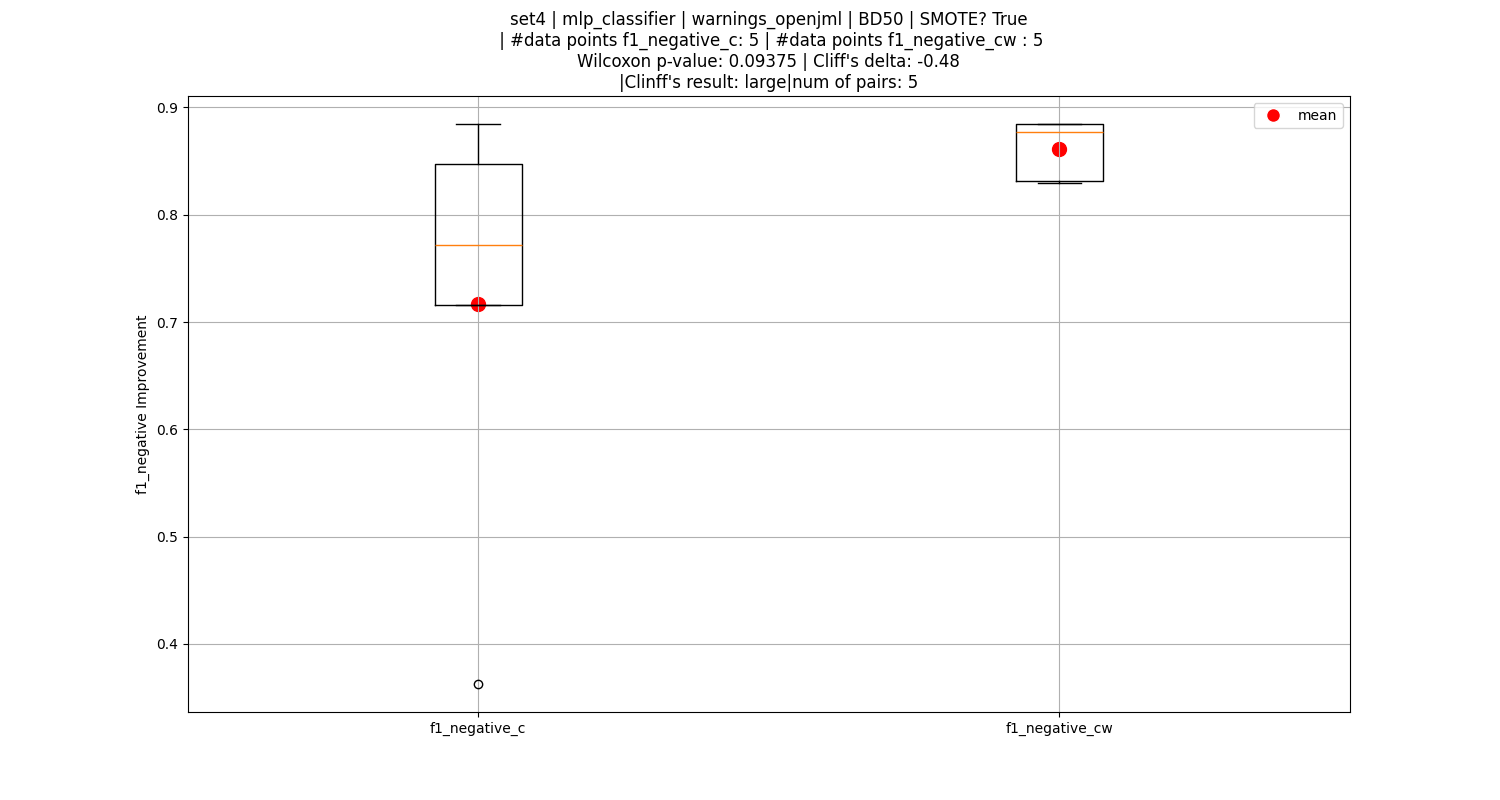 set4 | mlp_classifier | warnings_openjml | BD50 | SMOTE? True
| #data points f1_negative_c: 5 | #data points f1_negative_cw : 5
Wilcoxon p-value: 0.09375 | Cliff's delta: -0.48
|Clinff's result: large|num of pairs: 5
mean
0.9
0.8
0.7
0.6
0.5
0.4
f1_negative Improvement
f1_negative_c
f1_negative_cw